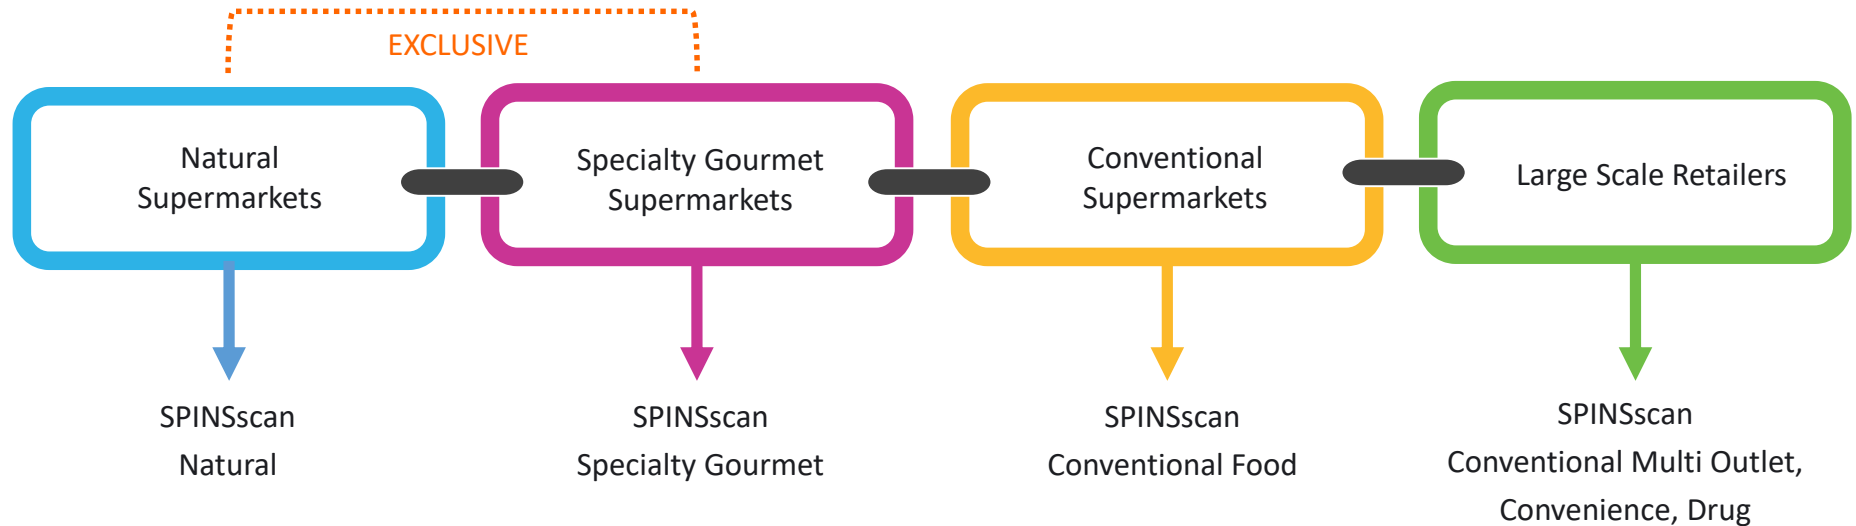 EXCLUSIVE
Natural
Supermarkets
Specialty Gourmet
Supermarkets
Conventional
Supermarkets
Large Scale Retailers
SPINSscan
Natural
SPINSscan
Specialty Gourmet
SPINSscan
Conventional Food
SPINSscan
Conventional Multi Outlet,
Convenience, Drug